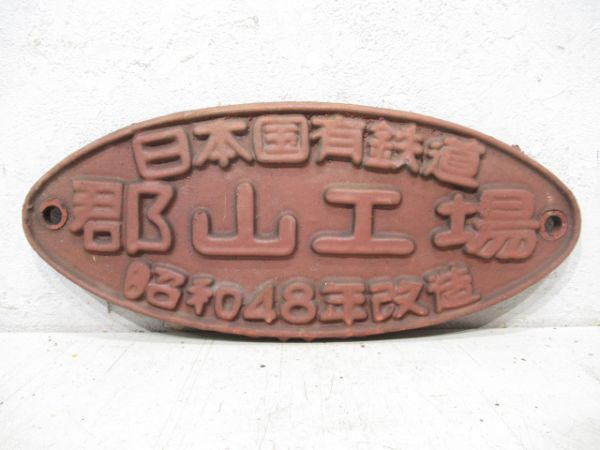 日本国有鉄道
郡山工場
昭和48年改造